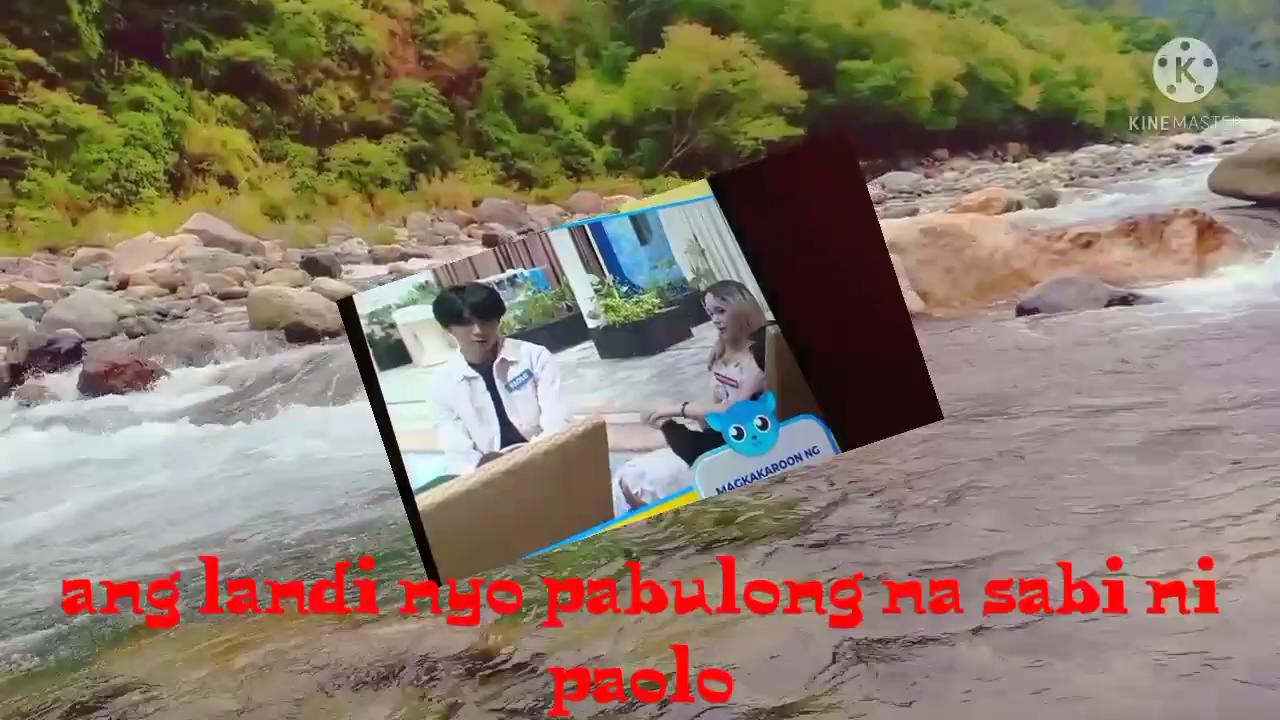 K
KINEMASTER
MAGKAKAROON NG
ang landi nyo pabulong na sabi ni
paolo